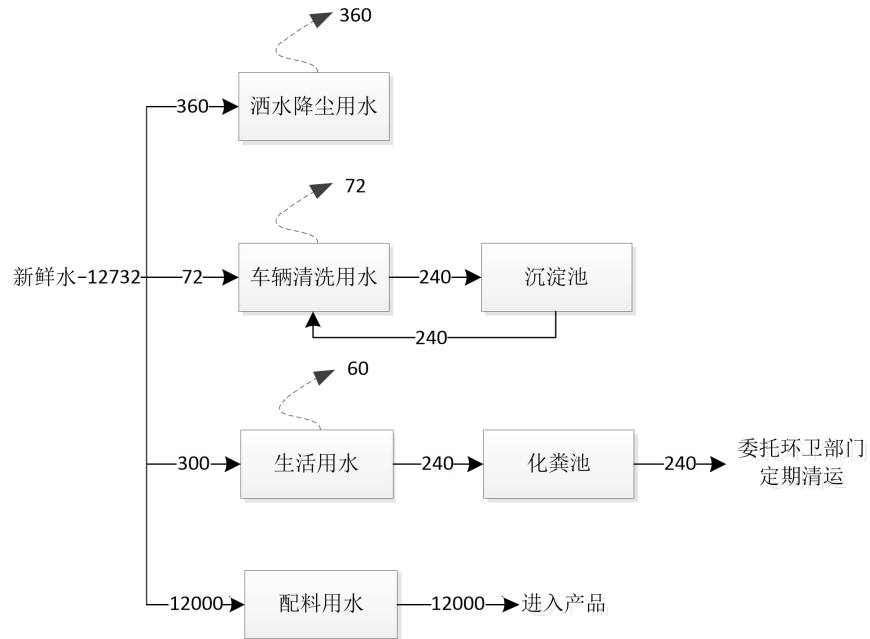 360
360
洒水降尘用水
72
新鲜水
12732
72
车辆清洗用水
240
沉淀池
240
60
300
生活用水
240
化粪池
240
委托环卫部门
定期清运
12000
配料用水
12000
进入产品